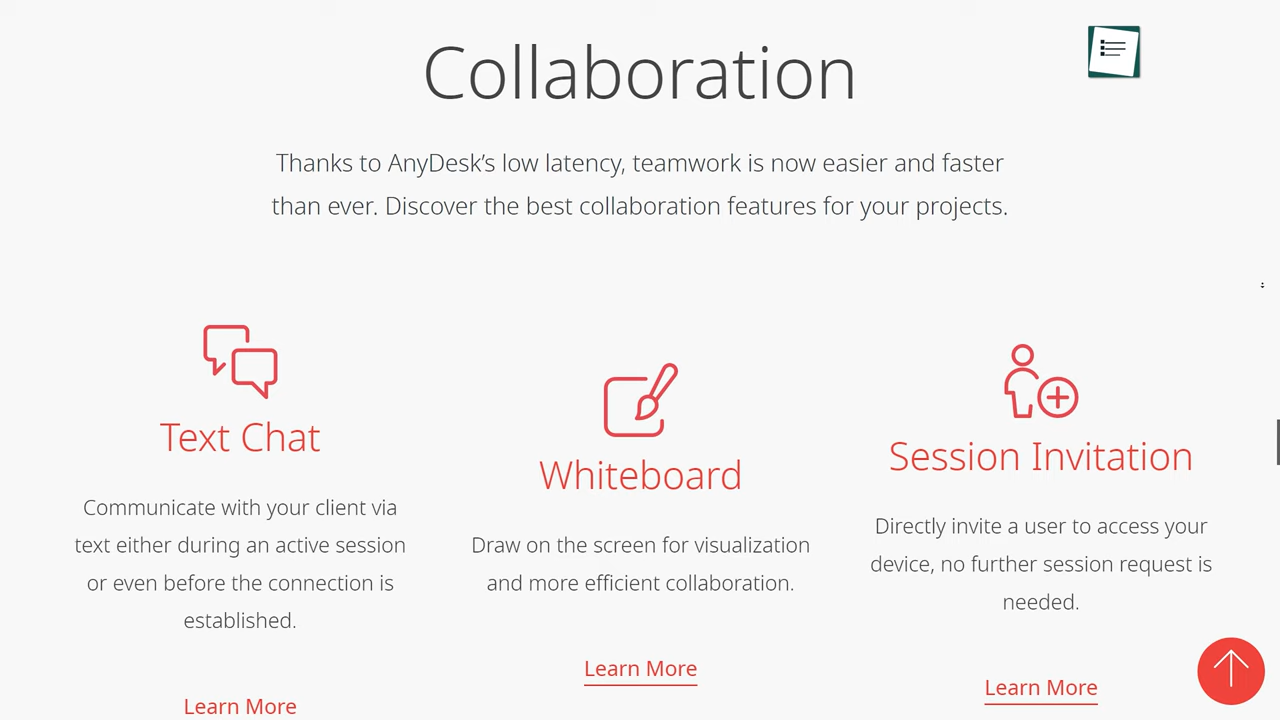 Collaboration
Thanks to AnyDesk’s low latency, teamwork is now easier and faster
than ever. Discover the best collaboration features for your projects.
Text Chat
Communicate with your client via
text either during an active session
or even before the connection is
established.
Learn More
Whiteboard
Draw on the screen for visualization
and more efficient collaboration.
Learn More
Session Invitation
Directly invite a user to access your
device, no further session request is
needed.
Learn More